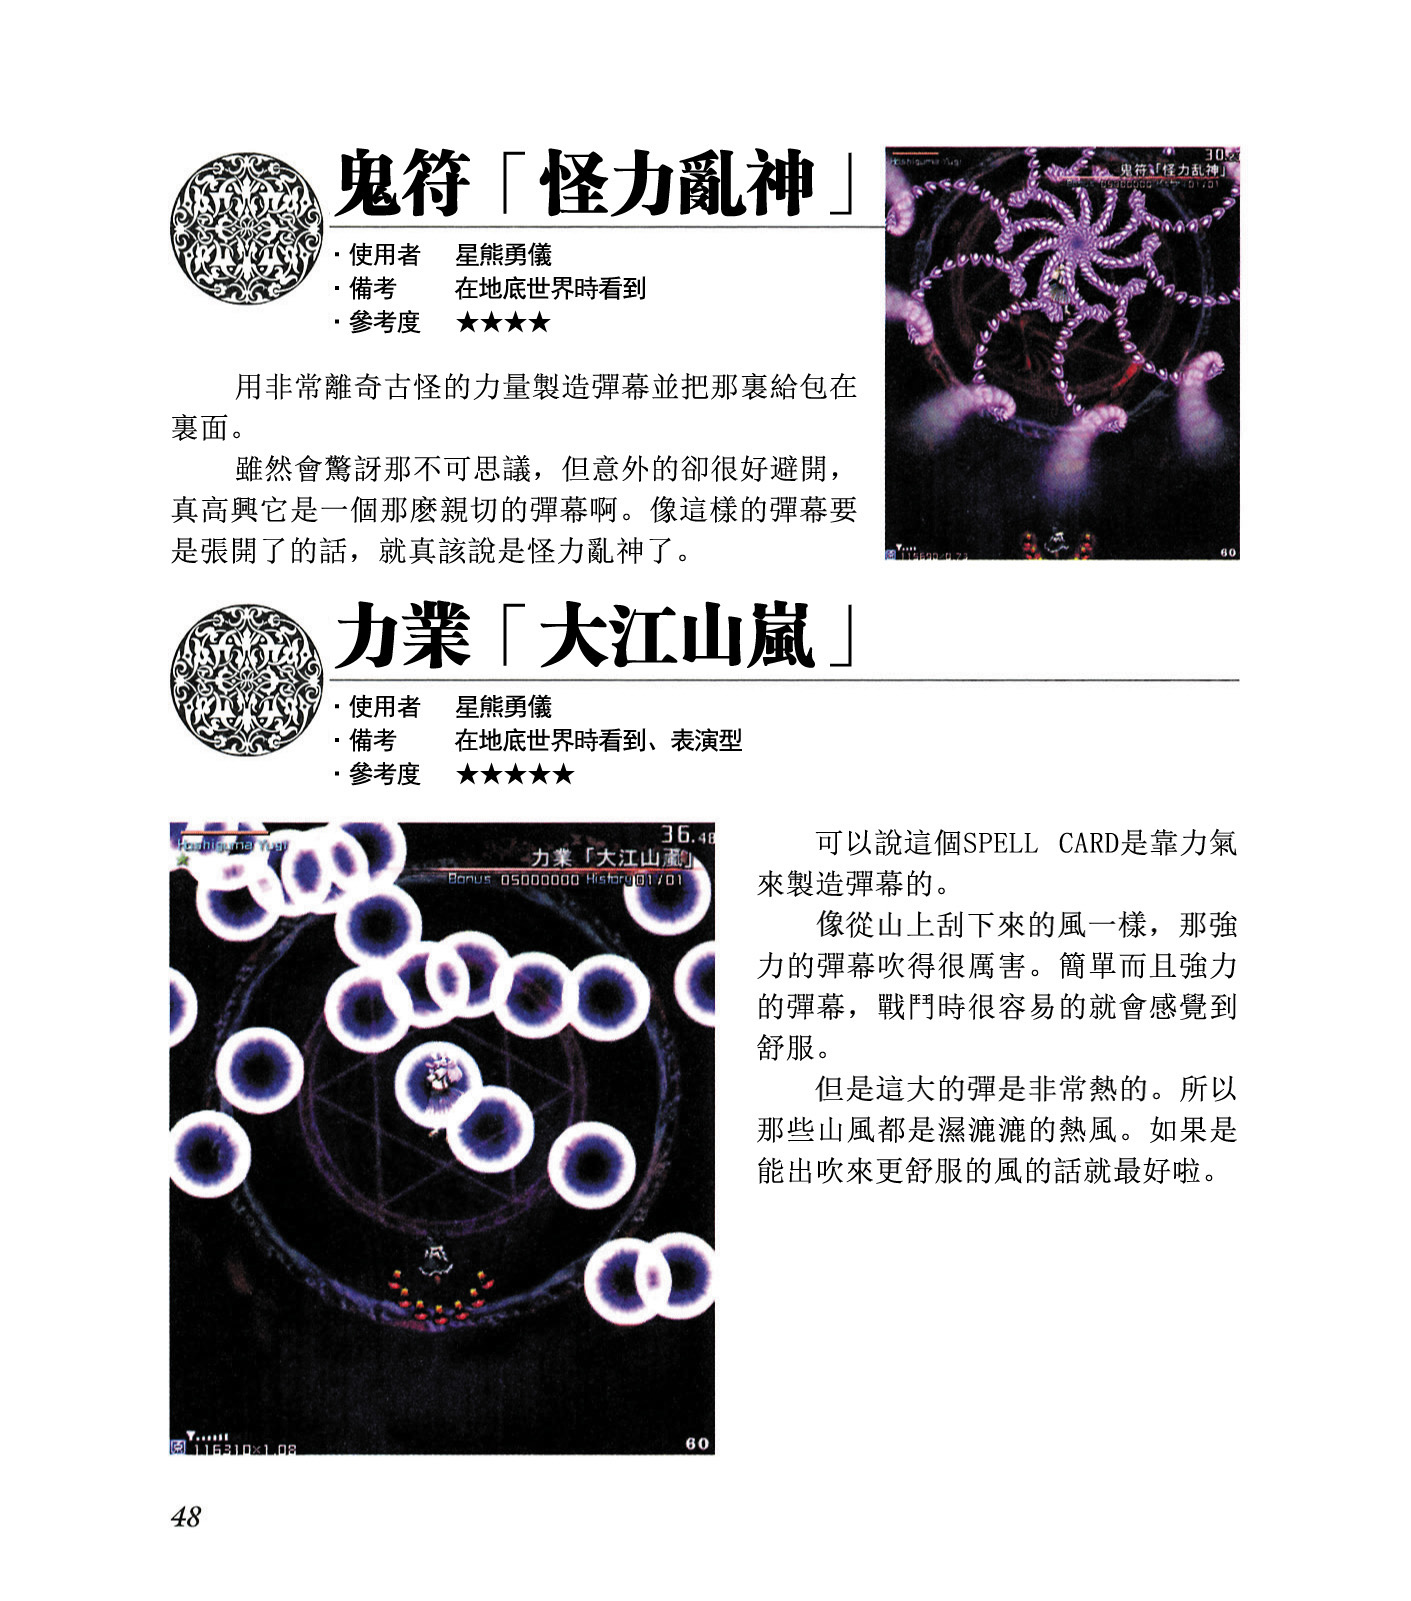 鬼符「怪力亂神」
・使用者 星熊勇儀
・備考 在地底世界時看到
・參考度 ★★★★
用非常離奇古怪的力量製造彈幕並把那裏給包在
裏面。
雖然會驚訝那不可思議，但意外的卻很好避開，
真高興它是一個那麽親切的彈幕啊。像這樣的彈幕要
是張開了的話，就真該說是怪力亂神了。
Hoshiguma Yugi
鬼符「怪力乱神」
60
力業「大江山嵐」
・使用者 星熊勇儀
・備考 在地底世界時看到、表演型
・參考度 ★★★★★
Hoshiguma Yugi
36.48
力業「大江山嵐」
Bonus 05000000 History 01/01
116310×1.08
60
可以說這個SPELL CARD是靠力氣
來製造彈幕的。
像從山上刮下來的風一樣，那強
力的彈幕吹得很厲害。簡單而且強力
的彈幕，戰鬥時很容易的就會感覺到
舒服。
但是這大的彈是非常熱的。所以
那些山風都是濕漉漉的熱風。如果是
能出吹來更舒服的風的話就最好啦。
48